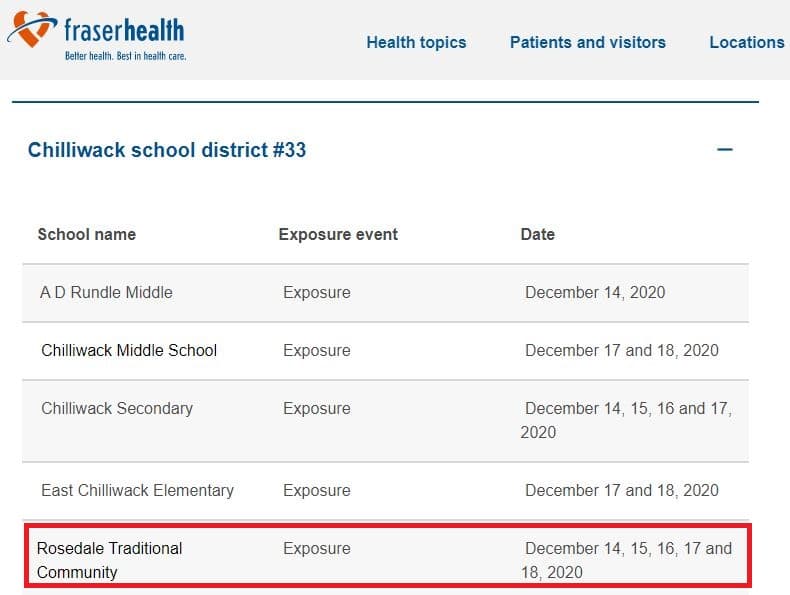 fraserhealth
Better health. Best in health care.
Health topics Patients and visitors Locations
Chilliwack school district #33
School name Exposure event Date
A D Rundle Middle Exposure December 14, 2020
Chilliwack Middle School Exposure December 17 and 18, 2020
Chilliwack Secondary Exposure December 14, 15, 16 and 17,
2020
East Chilliwack Elementary Exposure December 17 and 18, 2020
Rosedale Traditional Exposure December 14, 15, 16, 17 and
Community 18, 2020